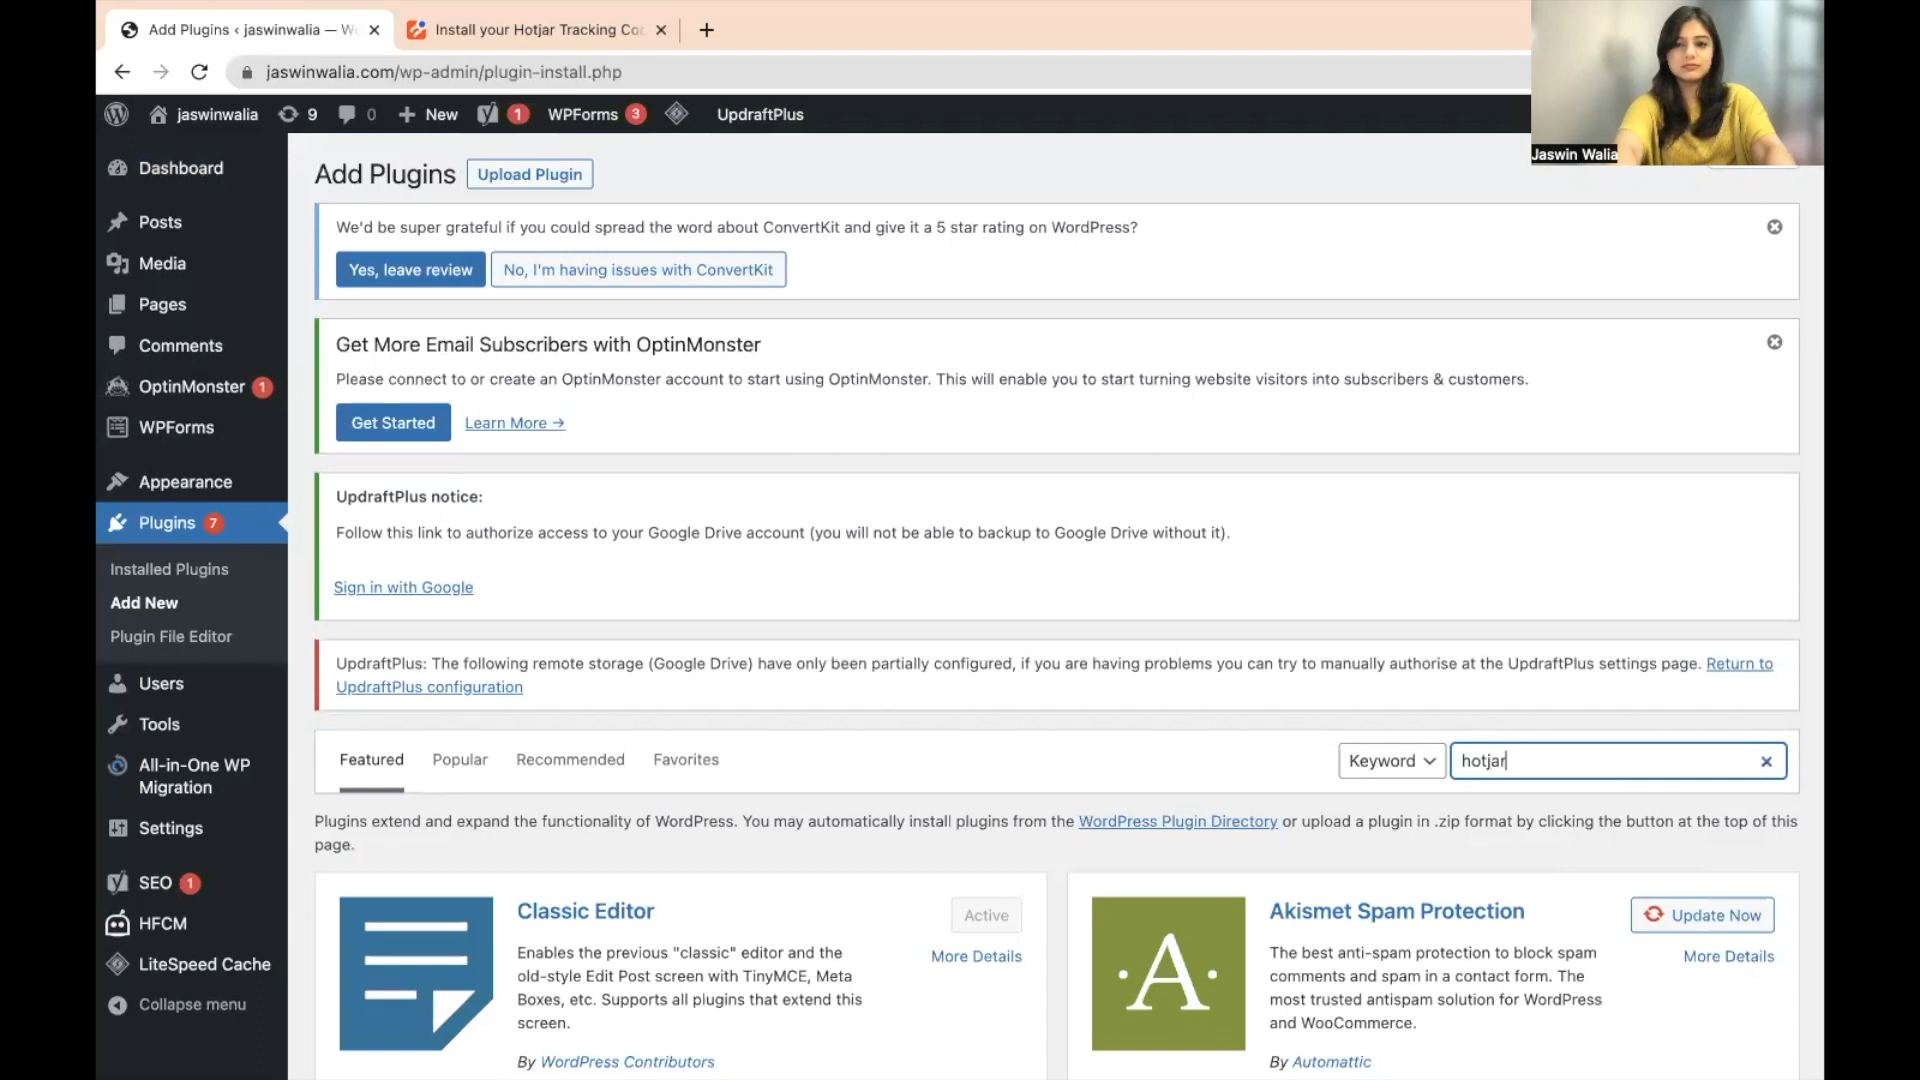 Add Plugins ‹ jaswinwalia — W
Install your Hotjar Tracking Co
jaswinwalia.com/wp-admin/plugin-install.php
jaswinwalia
9
0
New
1
WPForms
3
UpdraftPlus
Jaswin Walia
Dashboard
Posts
Media
Pages
Comments
OptinMonster 1
WPForms
Appearance
Plugins 7
Installed Plugins
Add New
Plugin File Editor
Users
Tools
All-in-One WP
Migration
Settings
SEO 1
HFCM
LiteSpeed Cache
Collapse menu
Add Plugins
Upload Plugin
We'd be super grateful if you could spread the word about ConvertKit and give it a 5 star rating on WordPress?
Yes, leave review
No, I'm having issues with ConvertKit
Get More Email Subscribers with OptinMonster
Please connect to or create an OptinMonster account to start using OptinMonster. This will enable you to start turning website visitors into subscribers & customers.
Get Started
Learn More →
UpdraftPlus notice:
Follow this link to authorize access to your Google Drive account (you will not be able to backup to Google Drive without it).
Sign in with Google
UpdraftPlus: The following remote storage (Google Drive) have only been partially configured, if you are having problems you can try to manually authorise at the UpdraftPlus settings page. Return to
UpdraftPlus configuration
Featured
Popular
Recommended
Favorites
Keyword
hotjar
Plugins extend and expand the functionality of WordPress. You may automatically install plugins from the WordPress Plugin Directory or upload a plugin in .zip format by clicking the button at the top of this
page.
Classic Editor
Active
More Details
Enables the previous "classic" editor and the
old-style Edit Post screen with TinyMCE, Meta
Boxes, etc. Supports all plugins that extend this
screen.
By WordPress Contributors
A
Akismet Spam Protection
Update Now
More Details
The best anti-spam protection to block spam
comments and spam in a contact form. The
most trusted antispam solution for WordPress
and WooCommerce.
By Automattic